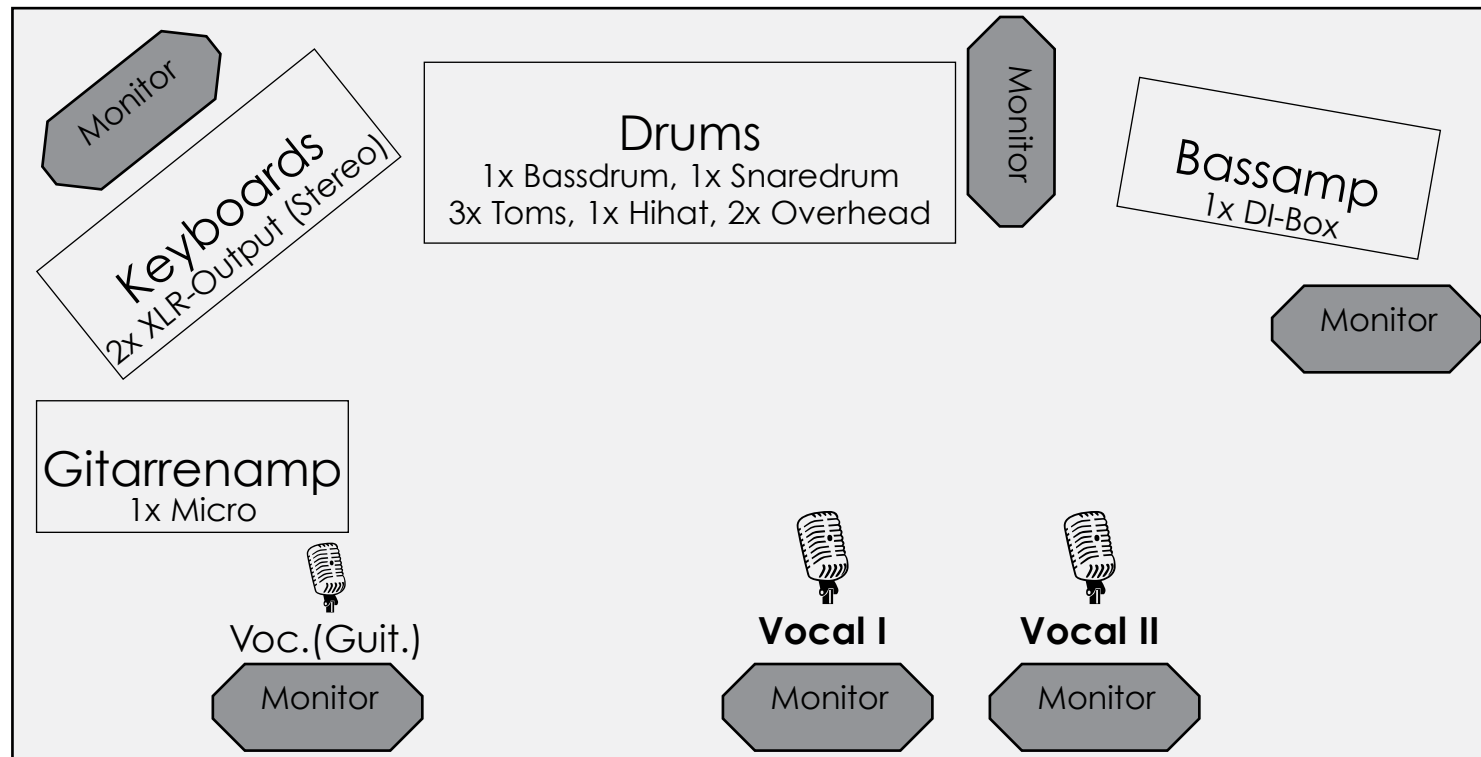 Monitor
Keyboards
2x XLR-Output (Stereo)
Drums
1x Bassdrum, 1x Snaredrum
3x Toms, 1x Hihat, 2x Overhead
Monitor
Bassamp
1x DI-Box
Monitor
Gitarrenamp
1x Micro
Voc.(Guit.)
Monitor
Vocal I
Monitor
Vocal II
Monitor